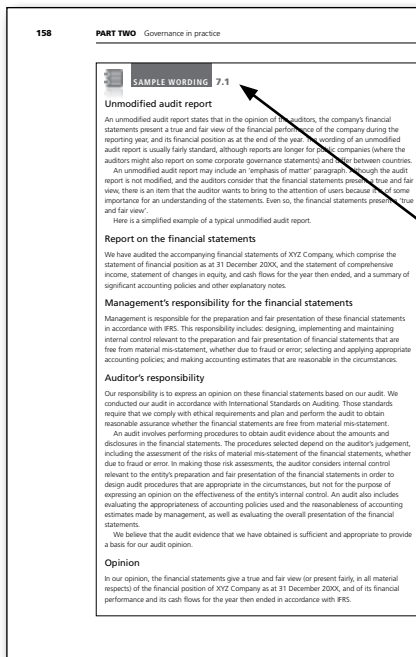 158
PART TWO Governance in practice
SAMPLE WORDING 7.1
Unmodified audit report
An unmodified audit report states that in the opinion of the auditors, the company's financial
statements present a true and fair view of the financial performance of the company during the
reporting year, and its financial position as at the end of the year. The wording of an unmodified
audit report is usually fairly standard, although reports are longer for public companies (where the
auditors might also report on some corporate governance statements) and differ between countries.
An unmodified audit report may include an 'emphasis of matter' paragraph. Although the audit
report is not modified, and the auditors consider that the financial statements present a true and fair
view, there is an item that the auditor wants to bring to the attention of users because it is of some
importance for an understanding of the statements. Even so, the financial statements present a 'true
and fair view'.
Here is a simplified example of a typical unmodified audit report.
Report on the financial statements
We have audited the accompanying financial statements of XYZ Company, which comprise the
statement of financial position as at 31 December 20XX, and the statement of comprehensive
income, statement of changes in equity, and cash flows for the year then ended, and a summary of
significant accounting policies and other explanatory notes.
Management's responsibility for the financial statements
Management is responsible for the preparation and fair presentation of these financial statements
in accordance with IFRS. This responsibility includes: designing, implementing and maintaining
internal control relevant to the preparation and fair presentation of financial statements that are
free from material mis-statement, whether due to fraud or error; selecting and applying appropriate
accounting policies; and making accounting estimates that are reasonable in the circumstances.
Auditor's responsibility
Our responsibility is to express an opinion on these financial statements based on our audit. We
conducted our audit in accordance with International Standards on Auditing. Those standards
require that we comply with ethical requirements and plan and perform the audit to obtain
reasonable assurance whether the financial statements are free from material mis-statement.
An audit involves performing procedures to obtain audit evidence about the amounts and
disclosures in the financial statements. The procedures selected depend on the auditor's judgement,
including the assessment of the risks of material mis-statement of the financial statements, whether
due to fraud or error. In making those risk assessments, the auditor considers internal control
relevant to the entity's preparation and fair presentation of the financial statements in order to
design audit procedures that are appropriate in the circumstances, but not for the purpose of
expressing an opinion on the effectiveness of the entity's internal control. An audit also includes
evaluating the appropriateness of accounting policies used and the reasonableness of accounting
estimates made by management, as well as evaluating the overall presentation of the financial
statements.
We believe that the audit evidence that we have obtained is sufficient and appropriate to provide
a basis for our audit opinion.
Opinion
In our opinion, the financial statements give a true and fair view (or present fairly, in all material
respects) of the financial position of XYZ Company as at 31 December 20XX, and of its financial
performance and its cash flows for the year then ended in accordance with IFRS.